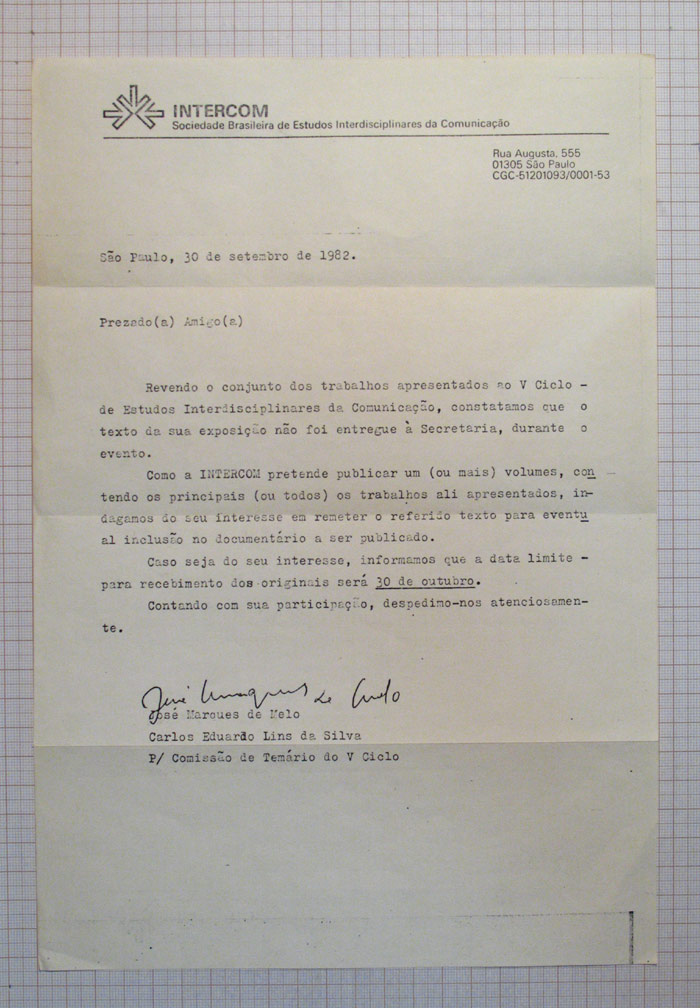 INTERCOM
Sociedade Brasileira de Estudos Interdisciplinares da Comunicação
Rua Augusta, 555
01305 São Paulo
CGC-51201093/0001-53
São Paulo, 30 de setembro de 1982.
Prezado(a) Amigo(a)
Revendo o conjunto dos trabalhos apresentados ao V Ciclo -
de Estudos Interdisciplinares da Comunicação, constatamos que o
texto da sua exposição não foi entregue à Secretaria, durante o
evento.
Como a INTERCOM pretende publicar um (ou mais) volumes, con
tendo os principais (ou todos) os trabalhos ali apresentados, in-
dagamos do seu interesse em remeter o referido texto para eventu
al inclusão no documentário a ser publicado.
Caso seja do seu interesse, informamos que a data limite -
para recebimento dos originais será 30 de outubro.
Contando com sua participação, despedimo-nos atenciosamen-
te.
José Marques de Melo
José Marques de Melo
Carlos Eduardo Lins da Silva
P/ Comissão de Temário do V Ciclo